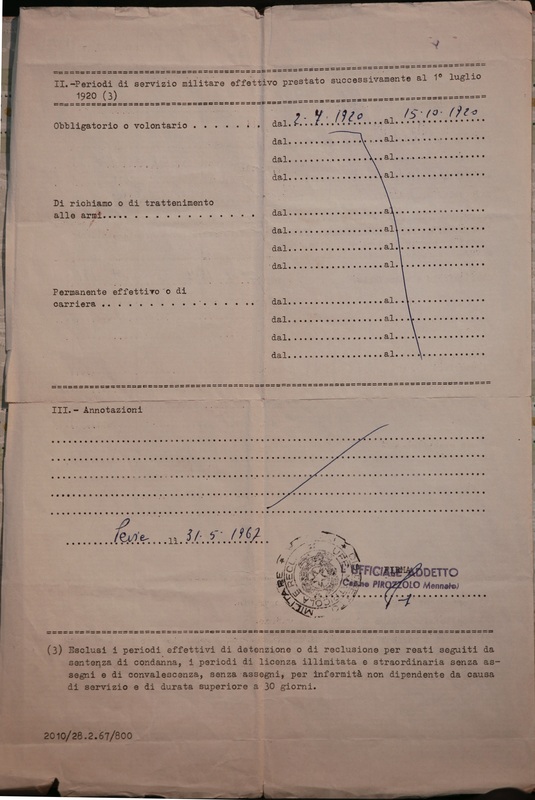 II.-Periodi di servizio militare effettivo prestato successivamente al 1° luglio
1920 (3)
Obbligatorio o volontario . . . . . . . dal. 2-7-1920 al. 15-10-1920
dal..............al..............
dal..............al..............
dal..............al..............
Di richiamo o di trattenimento
alle armi.... . . . . . . . . . . . . . dal..............al..............
dal..............al..............
dal..............al..............
dal..............al..............
Permanente effettivo o di
carriera .. . . . . . . . . . . . . . . dal..............al..............
dal..............al..............
dal..............al..............
dal..............al..............
III.- Annotazioni
lì 31.5.1967
UFFICIALE ADDETTO
PIROZZOLO Mennato)
MILITARE
(3) Esclusi i periodi effettivi di detenzione o di reclusione per reati seguiti da
sentenza di condanna, i periodi di licenza illimitata e straordinaria senza as-
segni e di convalescenza, senza assegni, per infermità non dipendente da causa
di servizio e di durata superiore a 30 giorni.
2010/28.2.67/800